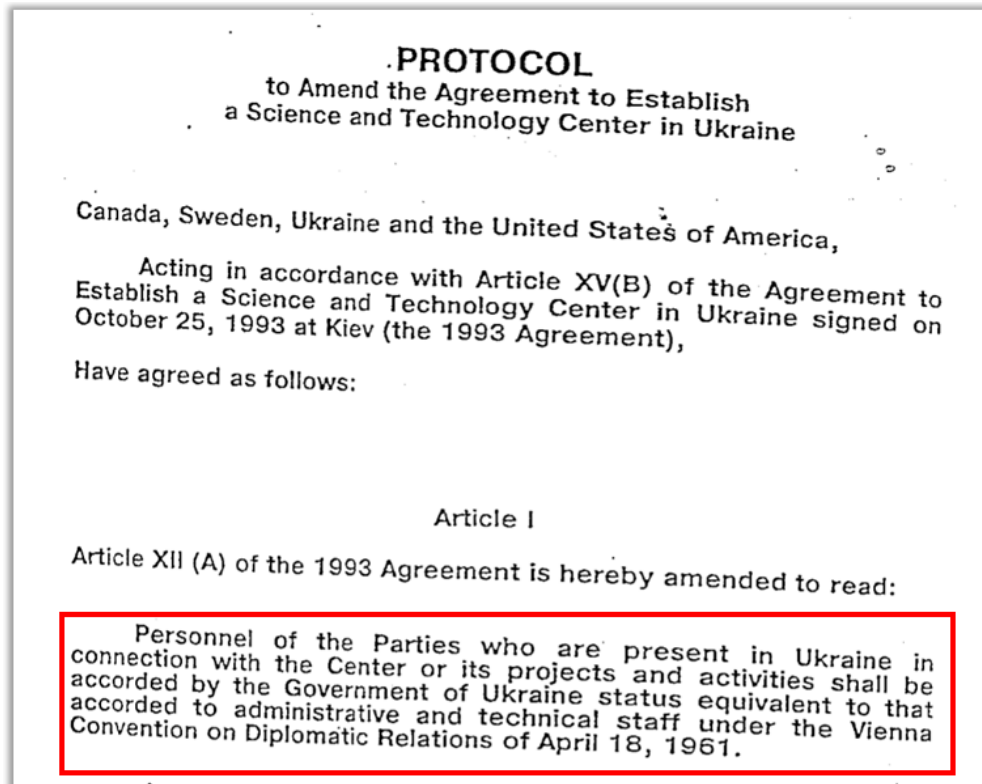 PROTOCOL
to Amend the Agreement to Establish
a Science and Technology Center in Ukraine
Canada, Sweden, Ukraine and the United States of America,
Acting in accordance with Article XV(B) of the Agreement to
Establish a Science and Technology Center in Ukraine signed on
October 25, 1993 at Kiev (the 1993 Agreement),
Have agreed as follows:
Article I
Article XII (A) of the 1993 Agreement is hereby amended to read:
Personnel of the Parties who are present in Ukraine in
connection with the Center or its projects and activities shall be
accorded by the Government of Ukraine status equivalent to that
accorded to administrative and technical staff under the Vienna
Convention on Diplomatic Relations of April 18, 1961.